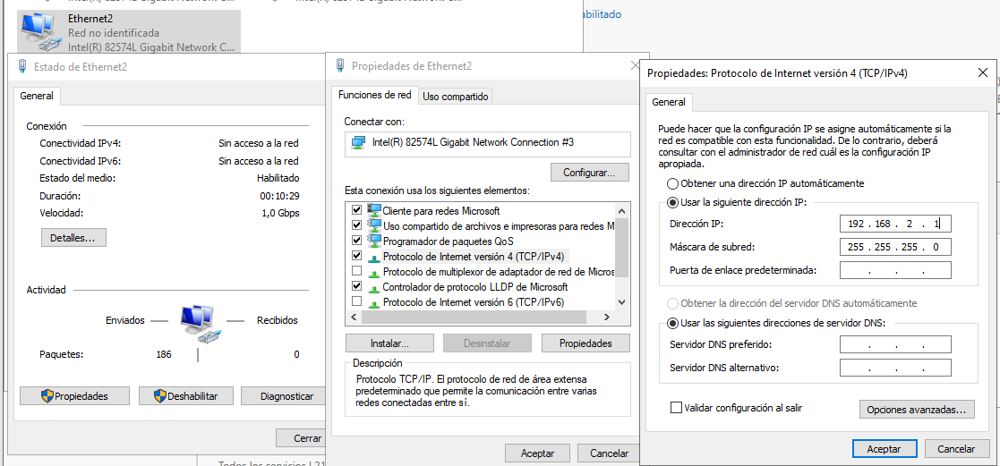 Ethernet2
Red no identificada
Intel(R) 82574L Gigabit Network C...
abilitado
Estado de Ethernet2
General
Conexión
Conectividad IPv4: Sin acceso a la red
Conectividad IPv6: Sin acceso a la red
Estado del medio: Habilitado
Duración: 00:10:29
Velocidad: 1,0 Gbps
Detalles...
Actividad
Enviados — Recibidos
Paquetes: 186 | 0
Propiedades
Deshabilitar
Diagnosticar
Cerrar
Propiedades de Ethernet2
Funciones de red
Uso compartido
Conectar con:
Intel(R) 82574L Gigabit Network Connection #3
Configurar...
Esta conexión usa los siguientes elementos:
Cliente para redes Microsoft
Uso compartido de archivos e impresoras para redes M
Programador de paquetes QoS
Protocolo de Internet versión 4 (TCP/IPv4)
Protocolo de multiplexor de adaptador de red de Micros
Controlador de protocolo LLDP de Microsoft
Protocolo de Internet versión 6 (TCP/IPv6)
Instalar...
Desinstalar
Propiedades
Descripción
Protocolo TCP/IP. El protocolo de red de área extensa
predeterminado que permite la comunicación entre varias
redes conectadas entre sí.
Aceptar
Cancelar
Propiedades: Protocolo de Internet versión 4 (TCP/IPv4)
General
Puede hacer que la configuración IP se asigne automáticamente si la
red es compatible con esta funcionalidad. De lo contrario, deberá
consultar con el administrador de red cuál es la configuración IP
apropiada.
Obtener una dirección IP automáticamente
Usar la siguiente dirección IP:
Dirección IP: 192 . 168 . 2 . 1
Máscara de subred: 255 . 255 . 255 . 0
Puerta de enlace predeterminada: . . .
Obtener la dirección del servidor DNS automáticamente
Usar las siguientes direcciones de servidor DNS:
Servidor DNS preferido: . . .
Servidor DNS alternativo: . . .
Validar configuración al salir
Opciones avanzadas...
Aceptar
Cancelar